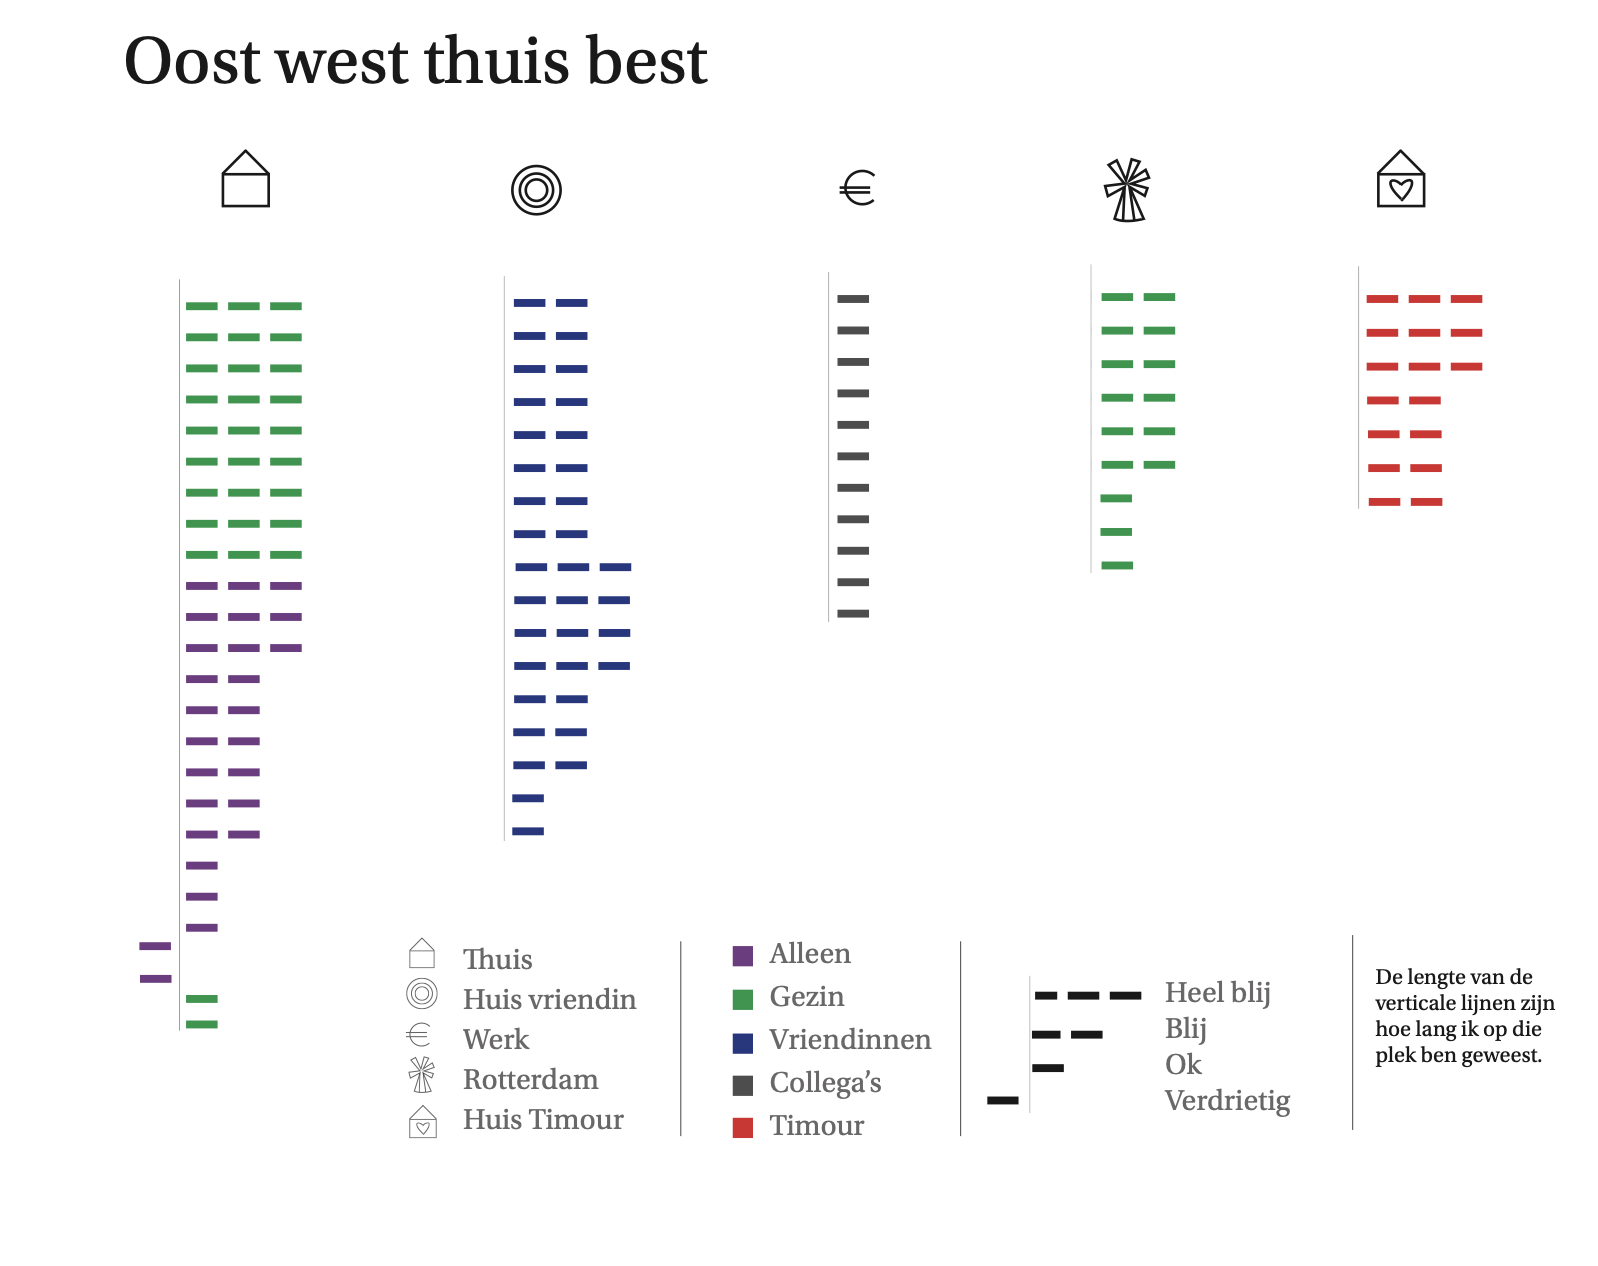 Oost west thuis best
Thuis
Huis vriendin
Werk
Rotterdam
Huis Timour
Alleen
Gezin
Vriendinnen
Collega’s
Timour
Heel blij
Blij
Ok
Verdrietig
De lengte van de
verticale lijnen zijn
hoe lang ik op die
plek ben geweest.